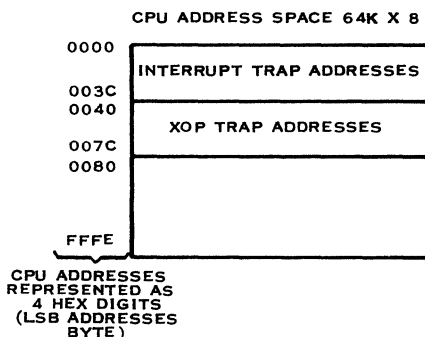 CPU ADDRESS SPACE 64K X 8
0000
INTERRUPT TRAP ADDRESSES
003C
0040
XOP TRAP ADDRESSES
007C
0080
FFFE
CPU ADDRESSES
REPRESENTED AS
4 HEX DIGITS
(LSB ADDRESSES
BYTE)